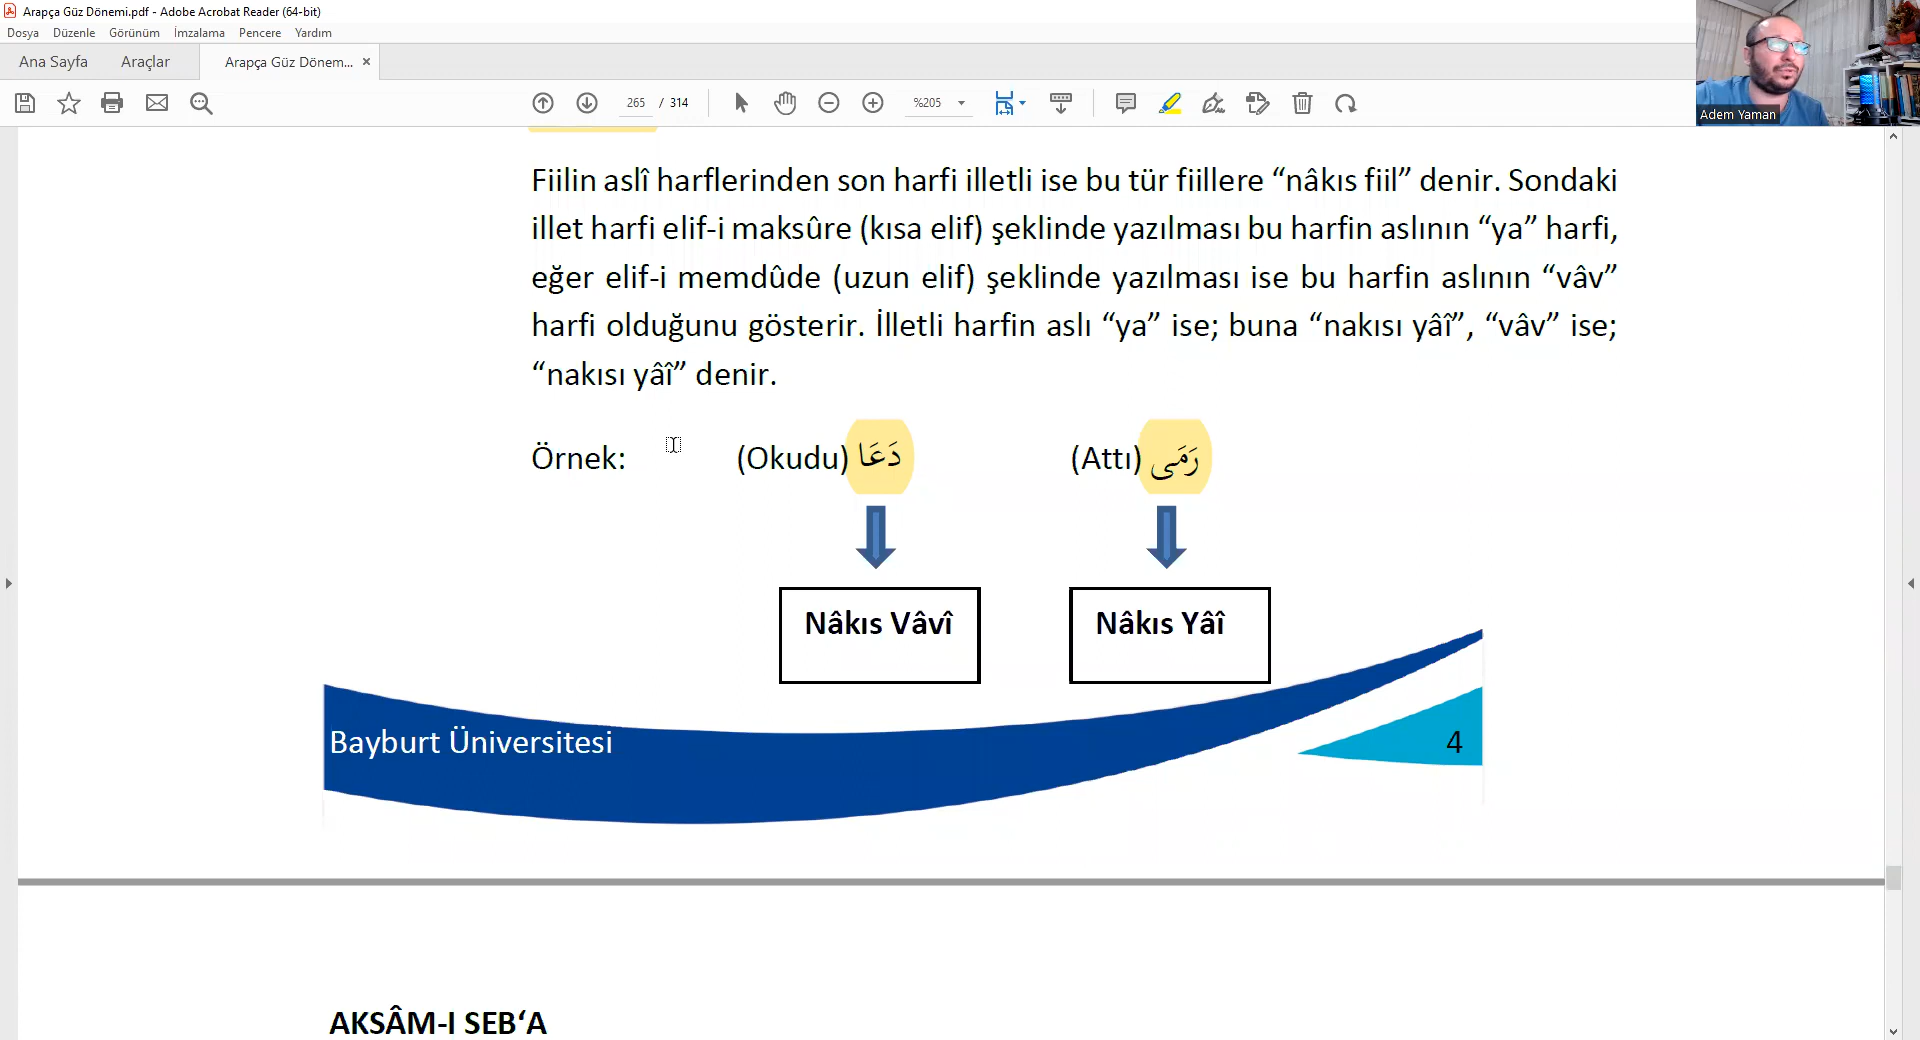 Arapça Güz Dönemi.pdf - Adobe Acrobat Reader (64-bit)
Dosya Düzenle Görünüm İmzalama Pencere Yardım
Ana Sayfa Araçlar Arapça Güz Dönem... ×
265 / 314 %205
Adem Yaman
Fiilin aslî harflerinden son harfi illetli ise bu tür fiillere “nâkıs fiil” denir. Sondaki
illet harfi elif-i maksûre (kısa elif) şeklinde yazılması bu harfin aslının “ya” harfi,
eğer elif-i memdûde (uzun elif) şeklinde yazılması ise bu harfin aslının “vâv”
harfi olduğunu gösterir. İlletli harfin aslı “ya” ise; buna “nakısı yâî”, “vâv” ise;
“nakısı yâî” denir.
Örnek: (Okudu) دَعَا (Attı) رَمَى
Nâkıs Vâvî Nâkıs Yâî
Bayburt Üniversitesi 4
AKSÂM-I SEB‘A